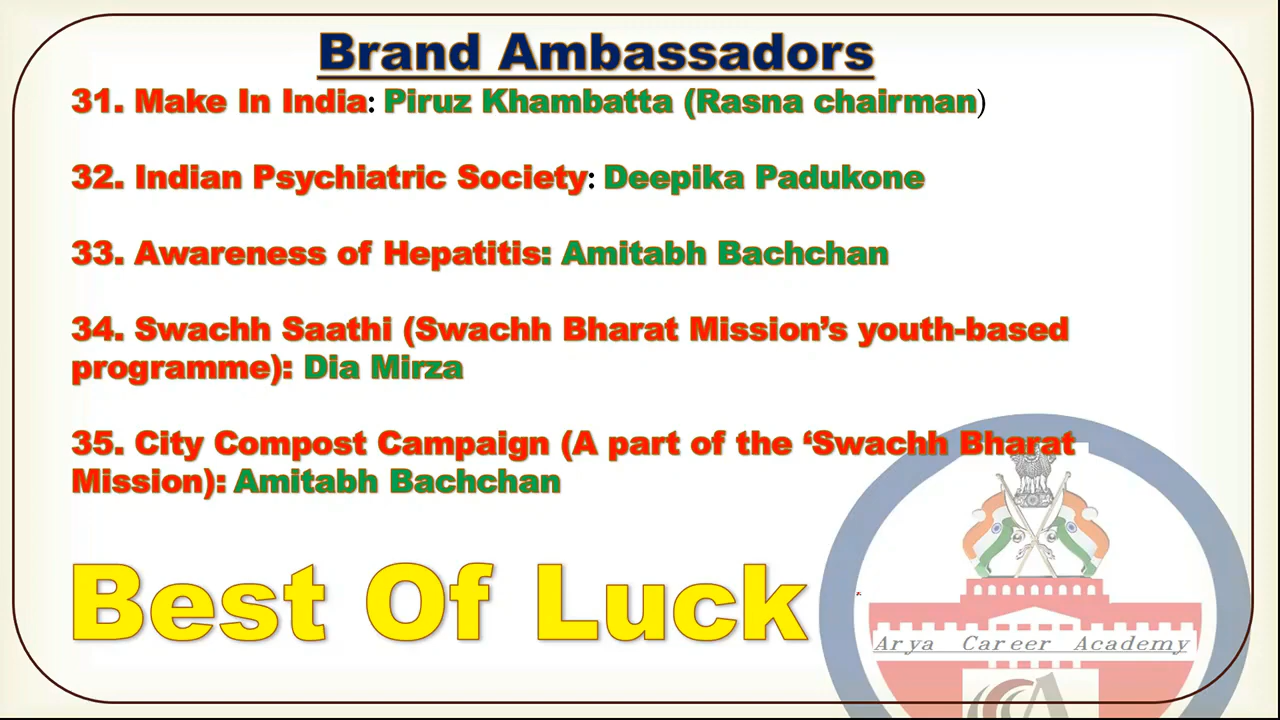 Brand Ambassadors
31. Make In India: Piruz Khambatta (Rasna chairman)
32. Indian Psychiatric Society: Deepika Padukone
33. Awareness of Hepatitis: Amitabh Bachchan
34. Swachh Saathi (Swachh Bharat Mission’s youth-based
programme): Dia Mirza
35. City Compost Campaign (A part of the ‘Swachh Bharat
Mission): Amitabh Bachchan
Best Of Luck
Arya Career Academy